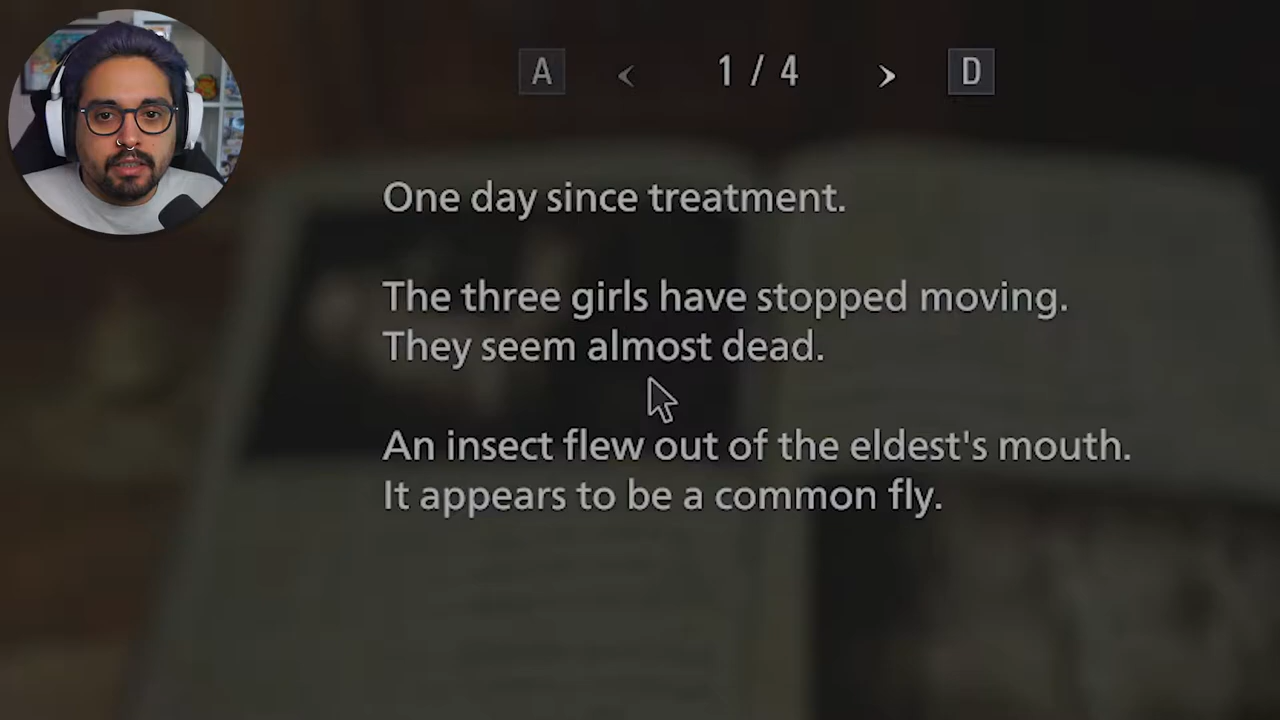 A < 1 / 4 > D
One day since treatment.
The three girls have stopped moving.
They seem almost dead.
An insect flew out of the eldest's mouth.
It appears to be a common fly.